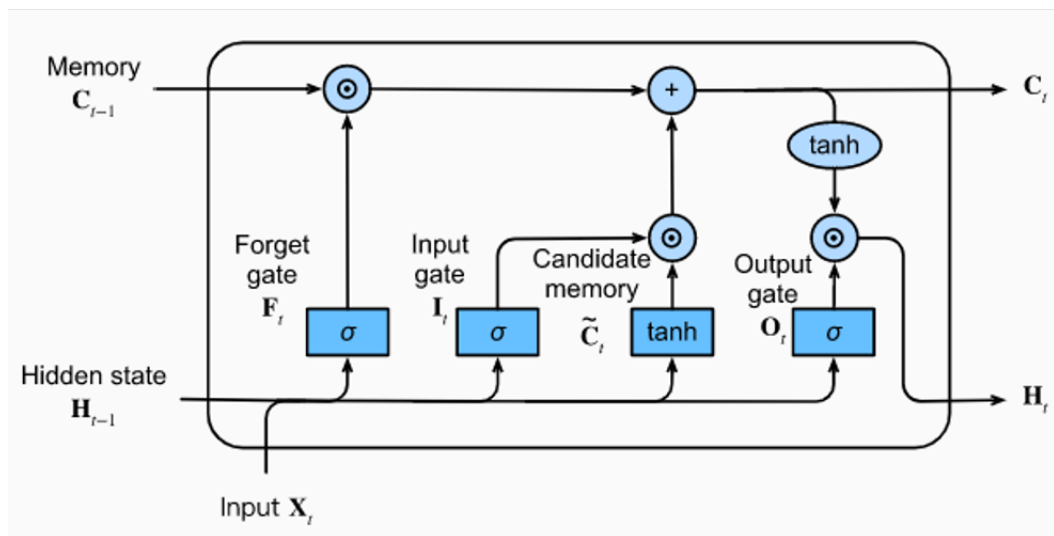 Memory
C_{t−1}
⊙
+
C_t
tanh
⊙
⊙
Forget
gate
F_t
Input
gate
I_t
Candidate
memory
C̃_t
Output
gate
O_t
σ
σ
tanh
σ
Hidden state
H_{t−1}
H_t
Input X_t